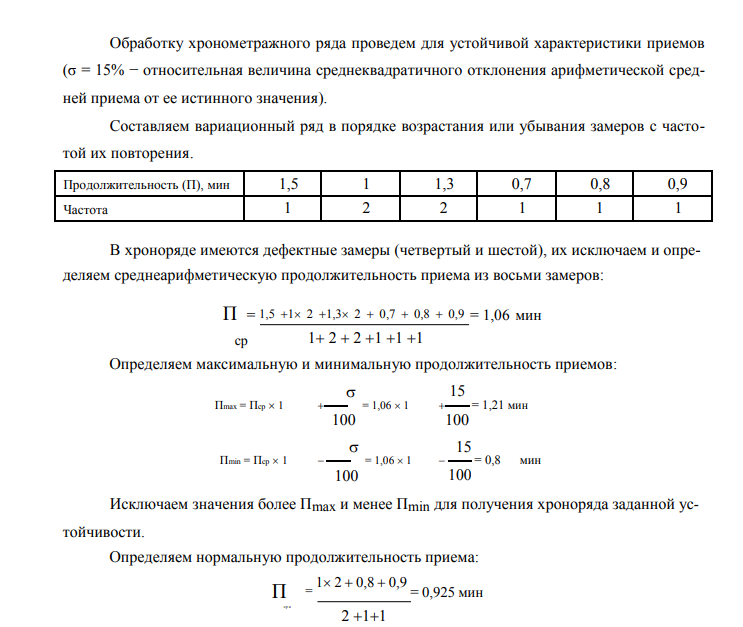 Обработку хронометражного ряда проведем для устойчивой характеристики приемов
(σ = 15% − относительная величина среднеквадратичного отклонения арифметической сред-
ней приема от ее истинного значения).
Составляем вариационный ряд в порядке возрастания или убывания замеров с часто-
той их повторения.
Продолжительность (П), мин 1,5 1 1,3 0,7 0,8 0,9
Частота 1 2 2 1 1 1
В хроноряде имеются дефектные замеры (четвертый и шестой), их исключаем и опре-
деляем среднеарифметическую продолжительность приема из восьми замеров:
П = 1,5 +1× 2 +1,3× 2 + 0,7 + 0,8 + 0,9 = 1,06 мин
ср 1+ 2 + 2 +1 +1 +1
Определяем максимальную и минимальную продолжительность приемов:
σ 15
Пmax = Пср × 1 + = 1,06 × 1 + = 1,21 мин
100 100
σ 15
Пmin = Пср × 1 − = 1,06 × 1 − = 0,8 мин
100 100
Исключаем значения более Пmax и менее Пmin для получения хроноряда заданной ус-
тойчивости.
Определяем нормальную продолжительность приема:
П = 1× 2 + 0,8 + 0,9 = 0,925 мин
2 +1+1